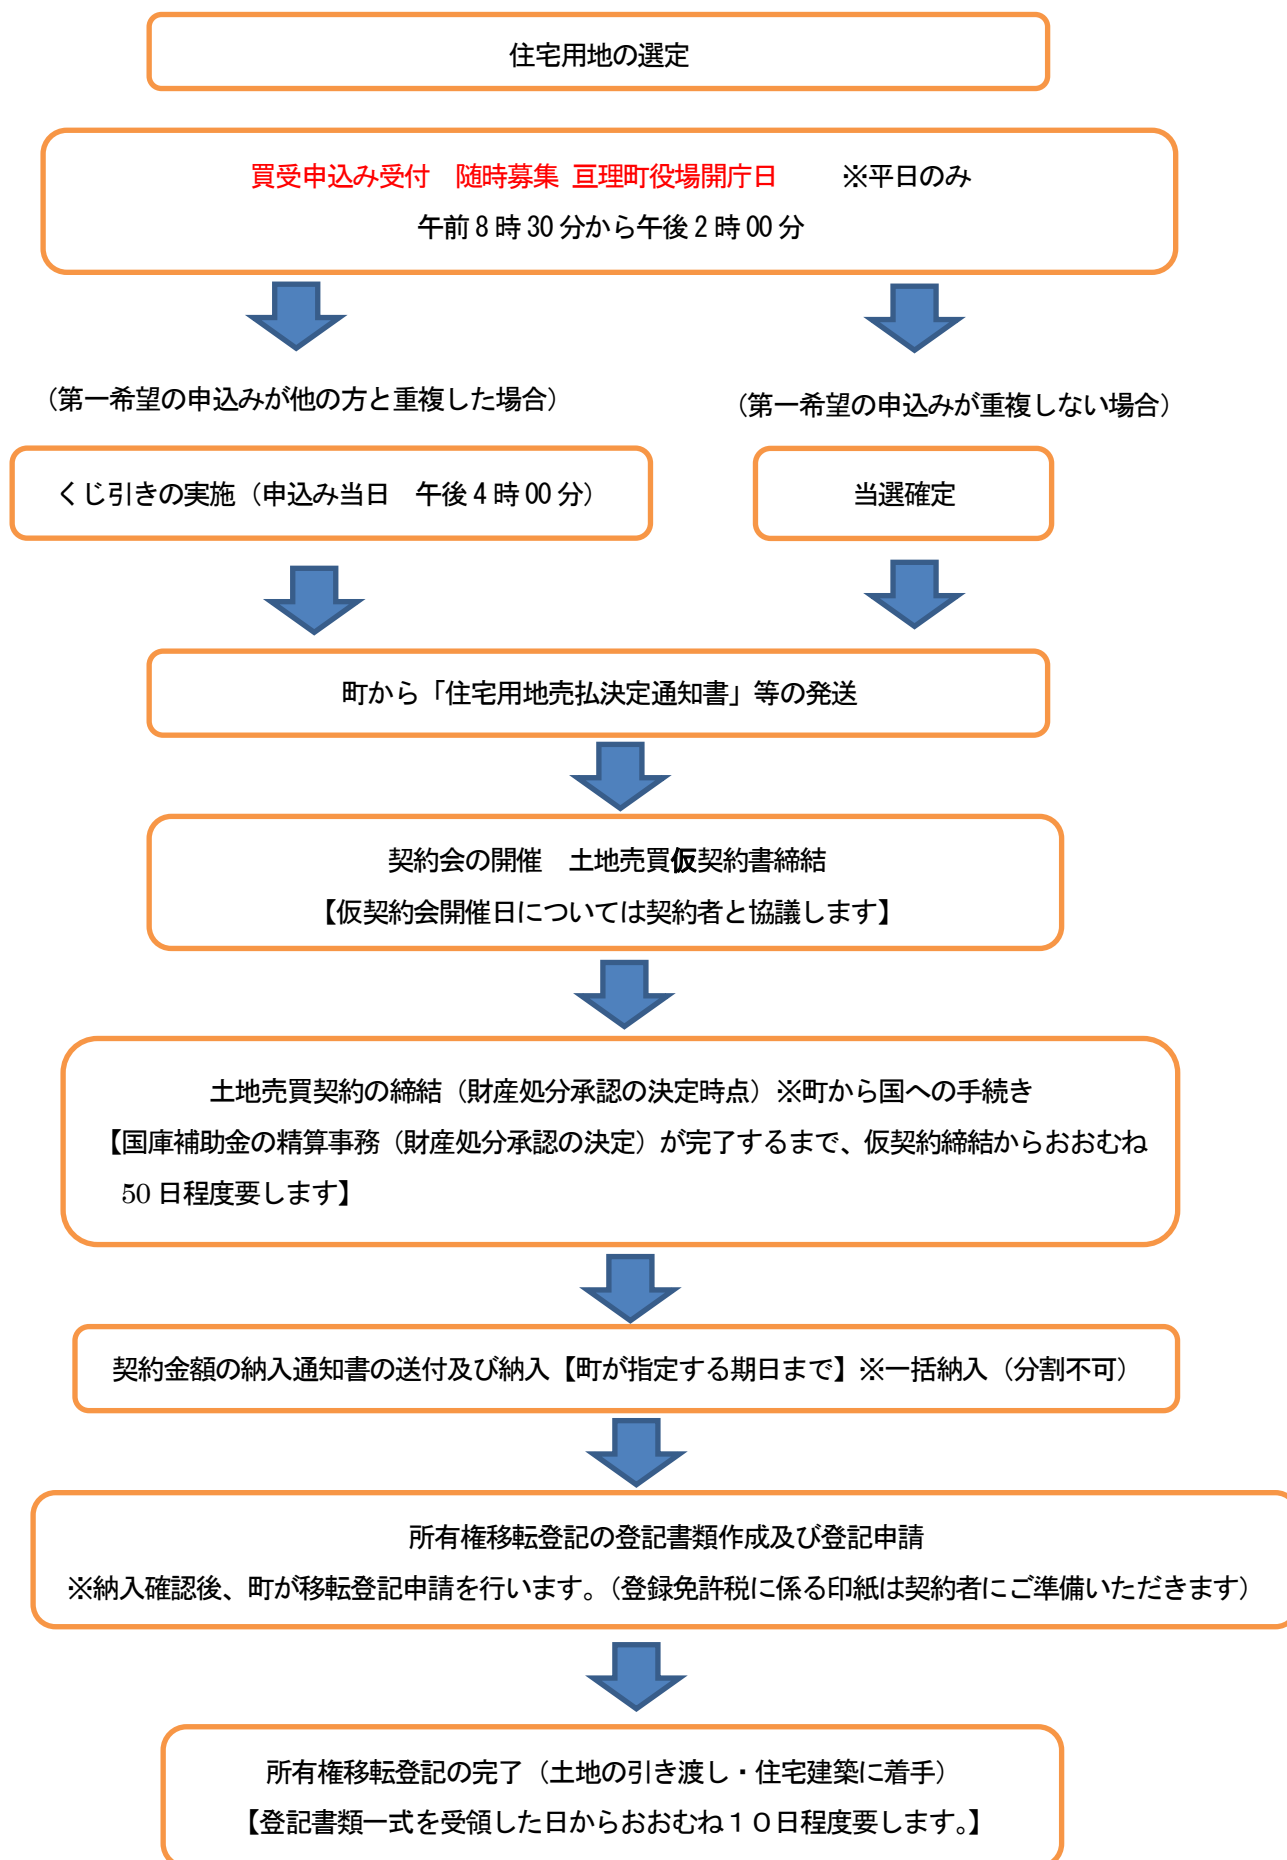 住宅用地の選定
買受申込み受付　随時募集 亘理町役場開庁日　　※平日のみ
午前 8 時 30 分から午後 2 時 00 分
（第一希望の申込みが他の方と重複した場合）
（第一希望の申込みが重複しない場合）
くじ引きの実施（申込み当日　午後 4 時 00 分）
当選確定
町から「住宅用地売払決定通知書」等の発送
契約会の開催　土地売買仮契約書締結
【仮契約会開催日については契約者と協議します】
土地売買契約の締結（財産処分承認の決定時点）※町から国への手続き
【国庫補助金の精算事務（財産処分承認の決定）が完了するまで、仮契約締結からおおむね
50 日程度要します】
契約金額の納入通知書の送付及び納入【町が指定する期日まで】※一括納入（分割不可）
所有権移転登記の登記書類作成及び登記申請
※納入確認後、町が移転登記申請を行います。（登録免許税に係る印紙は契約者にご準備いただきます）
所有権移転登記の完了（土地の引き渡し・住宅建築に着手）
【登記書類一式を受領した日からおおむね１０日程度要します。】